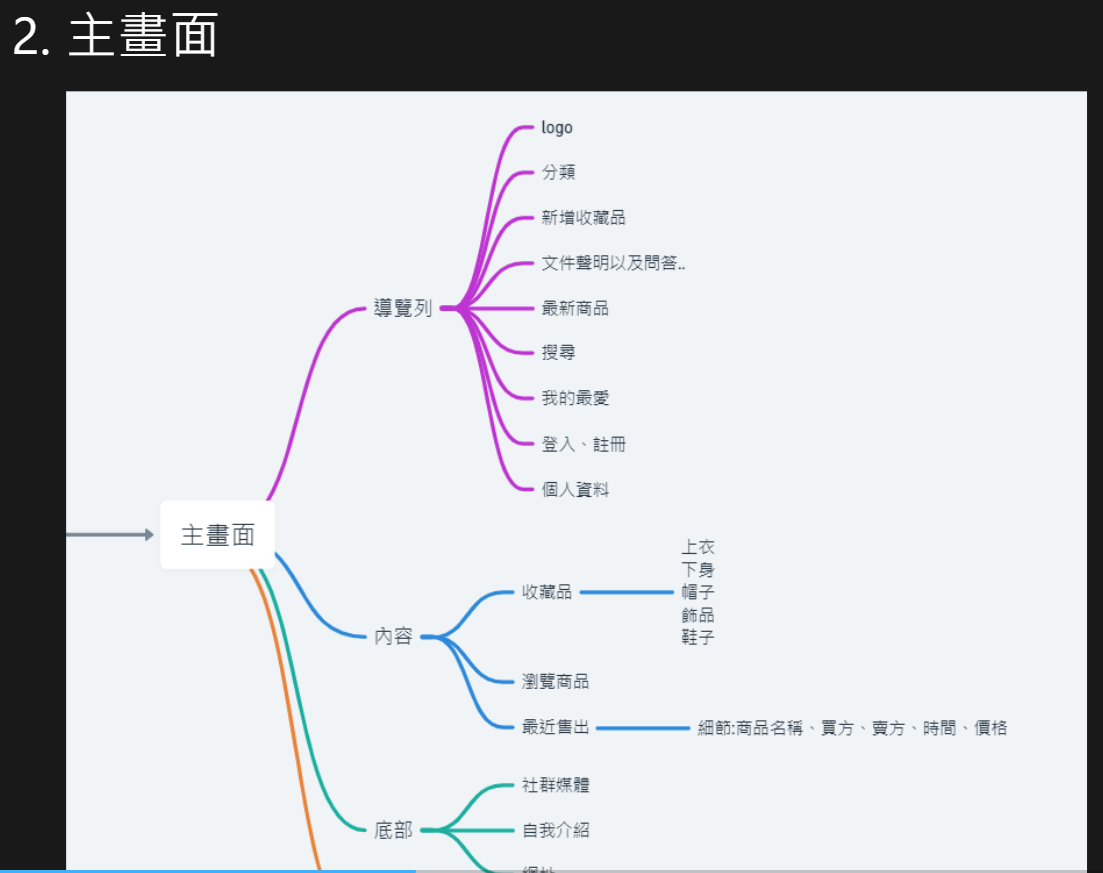 2. 主畫面
logo
分類
新增收藏品
文件聲明以及問答..
導覽列
最新商品
搜尋
我的最愛
登入、註冊
個人資料
主畫面
內容
收藏品
上衣
下身
帽子
飾品
鞋子
瀏覽商品
最近售出
細節:商品名稱、買方、賣方、時間、價格
底部
社群媒體
自我介紹